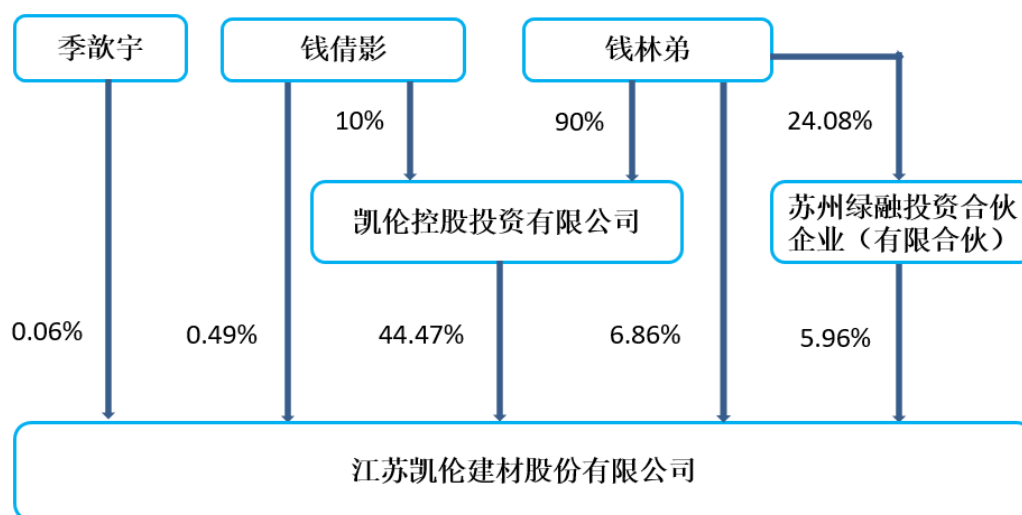 季歆宇
钱倩影
钱林弟
10%
90%
24.08%
凯伦控股投资有限公司
苏州绿融投资合伙
企业（有限合伙）
0.06%
0.49%
44.47%
6.86%
5.96%
江苏凯伦建材股份有限公司